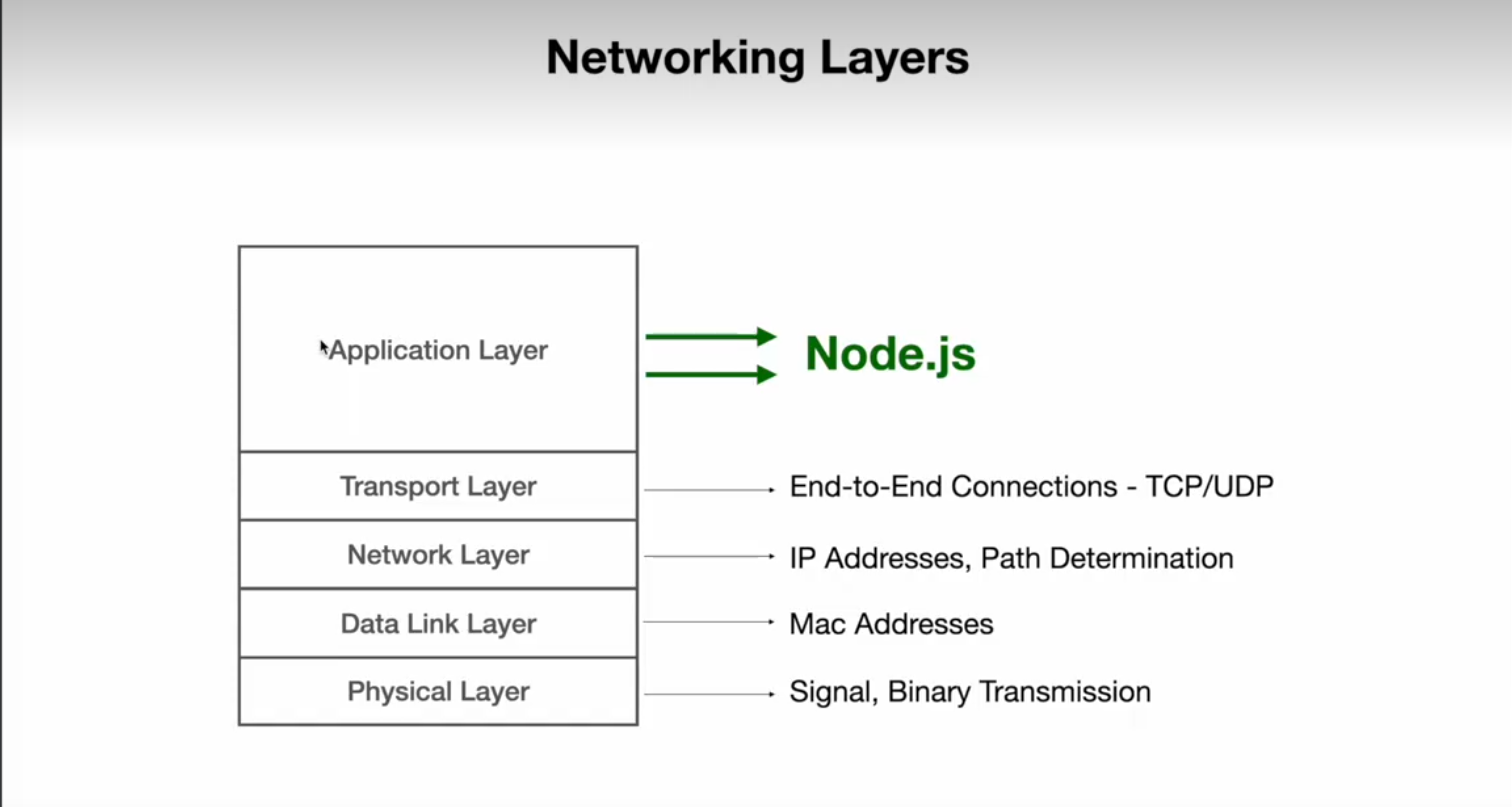 Networking Layers
Application Layer
Node.js
Transport Layer
End-to-End Connections - TCP/UDP
Network Layer
IP Addresses, Path Determination
Data Link Layer
Mac Addresses
Physical Layer
Signal, Binary Transmission